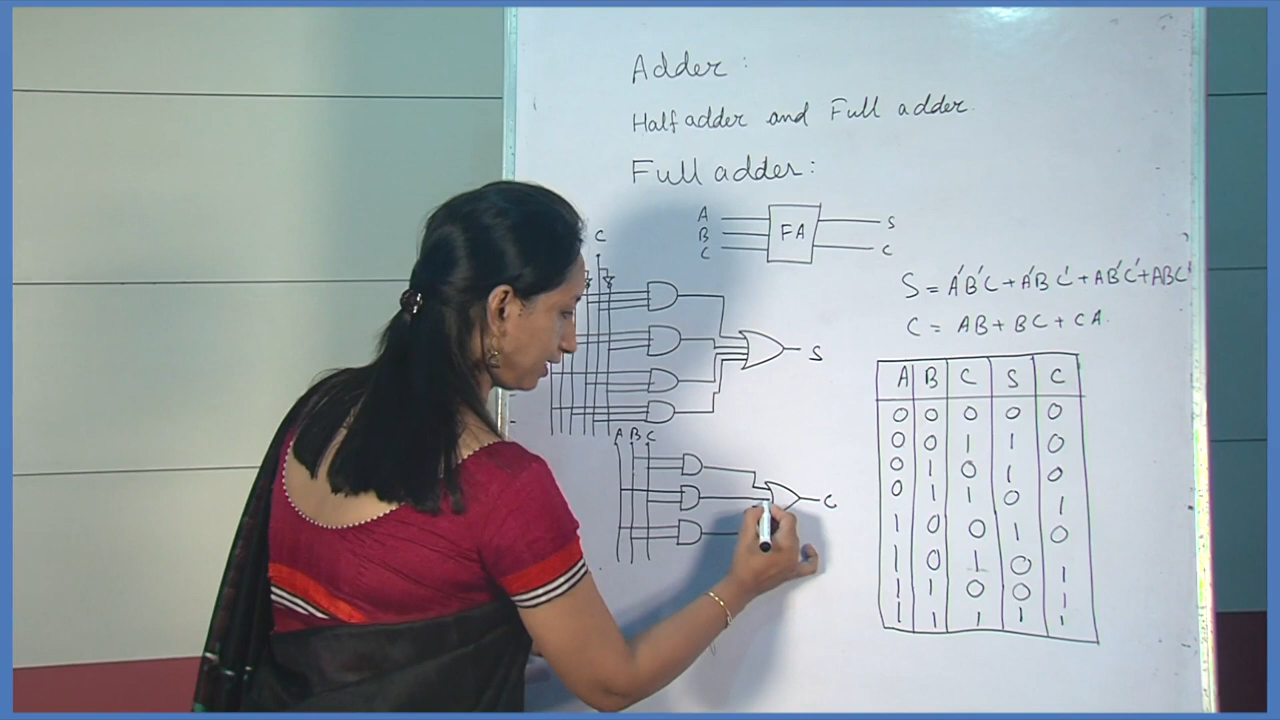 Adder:
Half adder and Full adder.
Full adder:
A
B
C
FA
S
C
C
S
A B C
C
S = A'B'C + A'BC' + AB'C' + ABC
C = AB + BC + CA.
A B C S C
0 0 0 0 0
0 0 1 1 0
0 1 0 1 0
0 1 1 0 1
1 0 0 1 0
1 0 1 0 1
1 1 0 0 1
1 1 1 1 1